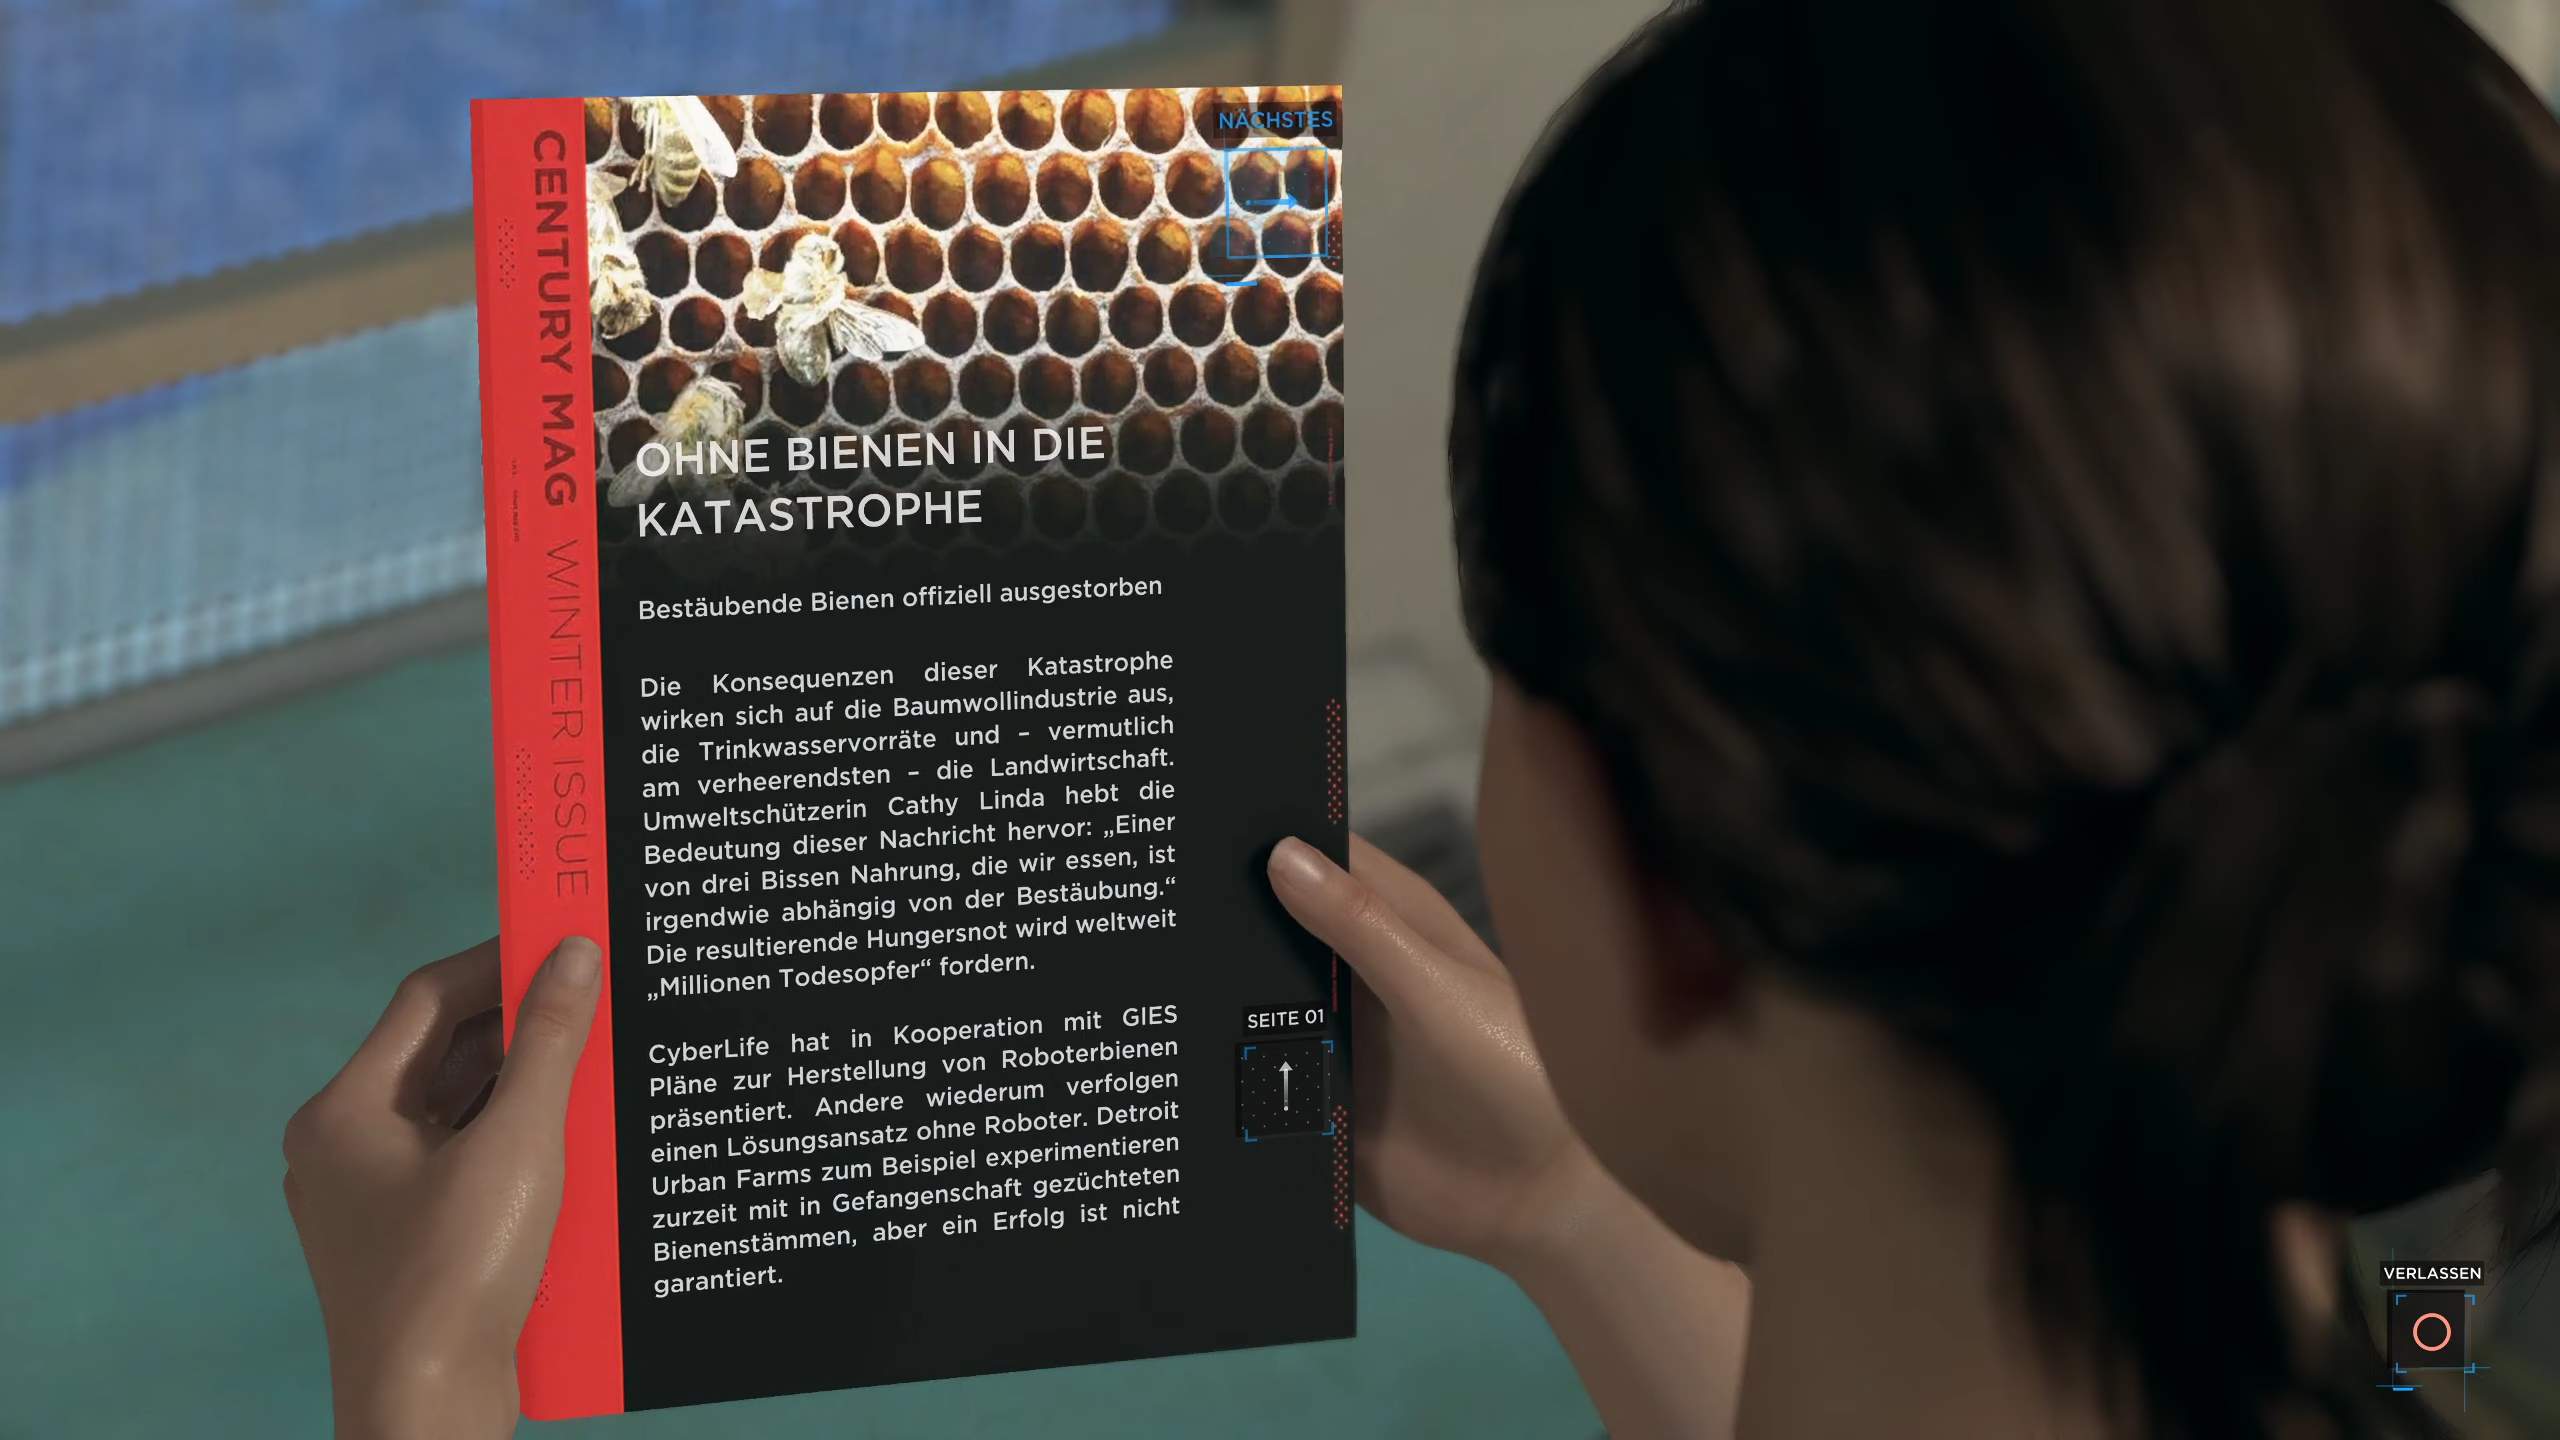 CENTURY MAG WINTER ISSUE
NÄCHSTES
OHNE BIENEN IN DIE
KATASTROPHE
Bestäubende Bienen offiziell ausgestorben
Die Konsequenzen dieser Katastrophe
wirken sich auf die Baumwollindustrie aus,
die Trinkwasservorräte und – vermutlich
am verheerendsten – die Landwirtschaft.
Umweltschützerin Cathy Linda hebt die
Bedeutung dieser Nachricht hervor: „Einer
von drei Bissen Nahrung, die wir essen, ist
irgendwie abhängig von der Bestäubung.“
Die resultierende Hungersnot wird weltweit
„Millionen Todesopfer“ fordern.
CyberLife hat in Kooperation mit GIES
Pläne zur Herstellung von Roboterbienen
präsentiert. Andere wiederum verfolgen
einen Lösungsansatz ohne Roboter. Detroit
Urban Farms zum Beispiel experimentieren
zurzeit mit in Gefangenschaft gezüchteten
Bienenstämmen, aber ein Erfolg ist nicht
garantiert.
SEITE 01
VERLASSEN